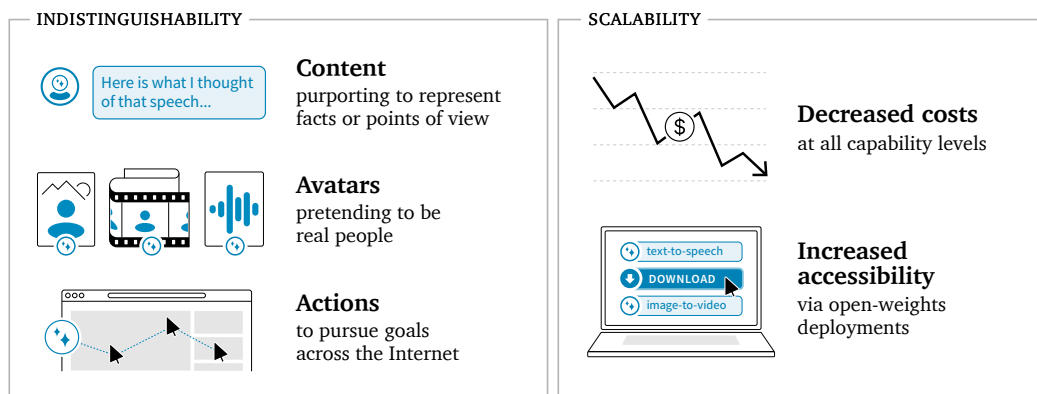 INDISTINGUISHABILITY
Here is what I thought
of that speech...
Content
purporting to represent
facts or points of view
Avatars
pretending to be
real people
Actions
to pursue goals
across the Internet
SCALABILITY
$
Decreased costs
at all capability levels
text-to-speech
DOWNLOAD
image-to-video
Increased
accessibility
via open-weights
deployments